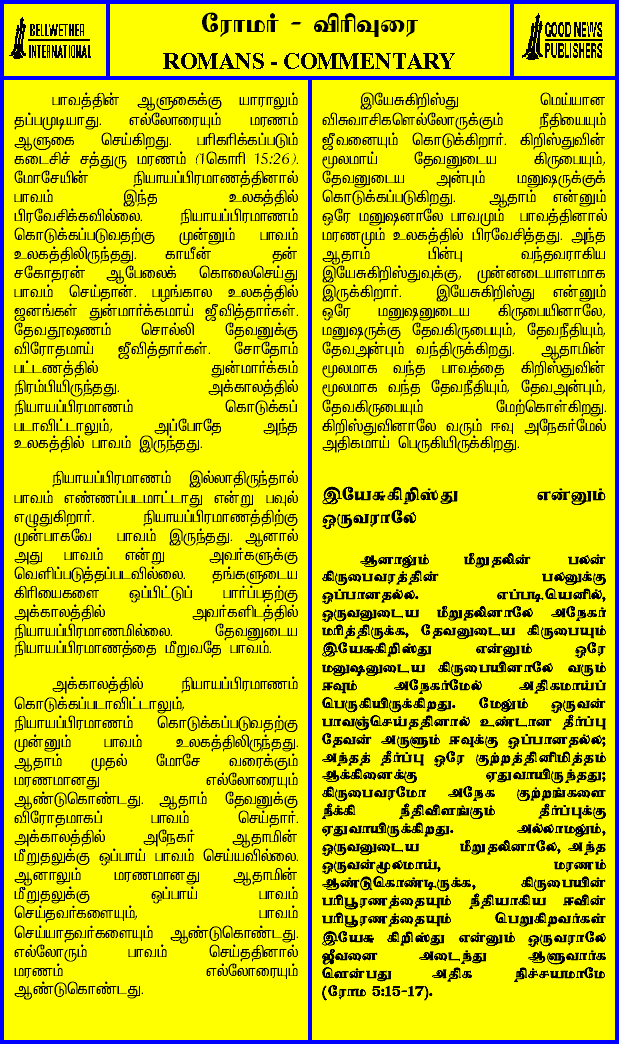 BELLWETHER
INTERNATIONAL
ரோமர் - விரிவுரை
ROMANS - COMMENTARY
GOOD NEWS
PUBLISHERS
பாவத்தின் ஆளுகைக்கு யாராலும்
தப்பமுடியாது. எல்லோரையும் மரணம்
ஆளுகை செய்கிறது. பரிகரிக்கப்படும்
கடைசிச் சத்துரு மரணம் (1கொரி 15:26).
மோசேயின் நியாயப்பிரமாணத்தினால்
பாவம் இந்த உலகத்தில்
பிரவேசிக்கவில்லை. நியாயப்பிரமாணம்
கொடுக்கப்படுவதற்கு முன்னும் பாவம்
உலகத்திலிருந்தது. காயீன் தன்
சகோதரன் ஆபேலைக் கொலைசெய்து
பாவம் செய்தான். பழங்கால உலகத்தில்
ஜனங்கள் துன்மார்க்கமாய் ஜீவித்தார்கள்.
தேவதூஷணம் சொல்லி தேவனுக்கு
விரோதமாய் ஜீவித்தார்கள். சோதோம்
பட்டணத்தில் துன்மார்க்கம்
நிரம்பியிருந்தது. அக்காலத்தில்
நியாயப்பிரமாணம் கொடுக்கப்
படாவிட்டாலும், அப்போதே அந்த
உலகத்தில் பாவம் இருந்தது.
நியாயப்பிரமாணம் இல்லாதிருந்தால்
பாவம் எண்ணப்படமாட்டாது என்று பவுல்
எழுதுகிறார். நியாயப்பிரமாணத்திற்கு
முன்பாகவே பாவம் இருந்தது. ஆனால்
அது பாவம் என்று அவர்களுக்கு
வெளிப்படுத்தப்படவில்லை. தங்களுடைய
கிரியைகளை ஒப்பிட்டுப் பார்ப்பதற்கு
அக்காலத்தில் அவர்களிடத்தில்
நியாயப்பிரமாணமில்லை. தேவனுடைய
நியாயப்பிரமாணத்தை மீறுவதே பாவம்.
அக்காலத்தில் நியாயப்பிரமாணம்
கொடுக்கப்படாவிட்டாலும்,
நியாயப்பிரமாணம் கொடுக்கப்படுவதற்கு
முன்னும் பாவம் உலகத்திலிருந்தது.
ஆதாம் முதல் மோசே வரைக்கும்
மரணமானது எல்லோரையும்
ஆண்டுகொண்டது. ஆதாம் தேவனுக்கு
விரோதமாகப் பாவம் செய்தார்.
அக்காலத்தில் அநேகர் ஆதாமின்
மீறுதலுக்கு ஒப்பாய் பாவம் செய்யவில்லை.
ஆனாலும் மரணமானது ஆதாமின்
மீறுதலுக்கு ஒப்பாய் பாவம்
செய்தவர்களையும், பாவம்
செய்யாதவர்களையும் ஆண்டுகொண்டது.
எல்லோரும் பாவம் செய்ததினால்
மரணம் எல்லோரையும்
ஆண்டுகொண்டது.
இயேசுகிறிஸ்து மெய்யான
விசுவாசிகளெல்லோருக்கும் நீதியையும்
ஜீவனையும் கொடுக்கிறார். கிறிஸ்துவின்
மூலமாய் தேவனுடைய கிருபையும்,
தேவனுடைய அன்பும் மனுஷருக்குக்
கொடுக்கப்படுகிறது. ஆதாம் என்னும்
ஒரே மனுஷனாலே பாவமும் பாவத்தினால்
மரணமும் உலகத்தில் பிரவேசித்தது. அந்த
ஆதாம் பின்பு வந்தவராகிய
இயேசுகிறிஸ்துவுக்கு, முன்னடையாளமாக
இருக்கிறார். இயேசுகிறிஸ்து என்னும்
ஒரே மனுஷனுடைய கிருபையினாலே,
மனுஷருக்கு தேவகிருபையும், தேவநீதியும்,
தேவஅன்பும் வந்திருக்கிறது. ஆதாமின்
மூலமாக வந்த பாவத்தை கிறிஸ்துவின்
மூலமாக வந்த தேவநீதியும், தேவஅன்பும்,
தேவகிருபையும் மேற்கொள்கிறது.
கிறிஸ்துவினாலே வரும் ஈவு அநேகர்மேல்
அதிகமாய் பெருகியிருக்கிறது.
இயேசுகிறிஸ்து என்னும்
ஒருவராலே
ஆனாலும் மீறுதலின் பலன்
கிருபைவரத்தின் பலனுக்கு
ஒப்பானதல்ல. எப்படியெனில்,
ஒருவனுடைய மீறுதலினாலே அநேகர்
மரித்திருக்க, தேவனுடைய கிருபையும்
இயேசுகிறிஸ்து என்னும் ஒரே
மனுஷனுடைய கிருபையினாலே வரும்
ஈவும் அநேகர்மேல் அதிகமாய்ப்
பெருகியிருக்கிறது. மேலும் ஒருவன்
பாவஞ்செய்ததினால் உண்டான தீர்ப்பு
தேவன் அருளும் ஈவுக்கு ஒப்பானதல்ல;
அந்தத் தீர்ப்பு ஒரே குற்றத்தினிமித்தம்
ஆக்கினைக்கு ஏதுவாயிருந்தது;
கிருபைவரமோ அநேக குற்றங்களை
நீக்கி நீதிவிளங்கும் தீர்ப்புக்கு
ஏதுவாயிருக்கிறது. அல்லாமலும்,
ஒருவனுடைய மீறுதலினாலே, அந்த
ஒருவன்மூலமாய், மரணம்
ஆண்டுகொண்டிருக்க, கிருபையின்
பரிபூரணத்தையும் நீதியாகிய ஈவின்
பரிபூரணத்தையும் பெறுகிறவர்கள்
இயேசு கிறிஸ்து என்னும் ஒருவராலே
ஜீவனை அடைந்து ஆளுவார்க
ளென்பது அதிக நிச்சயமாமே
(ரோம 5:15-17).